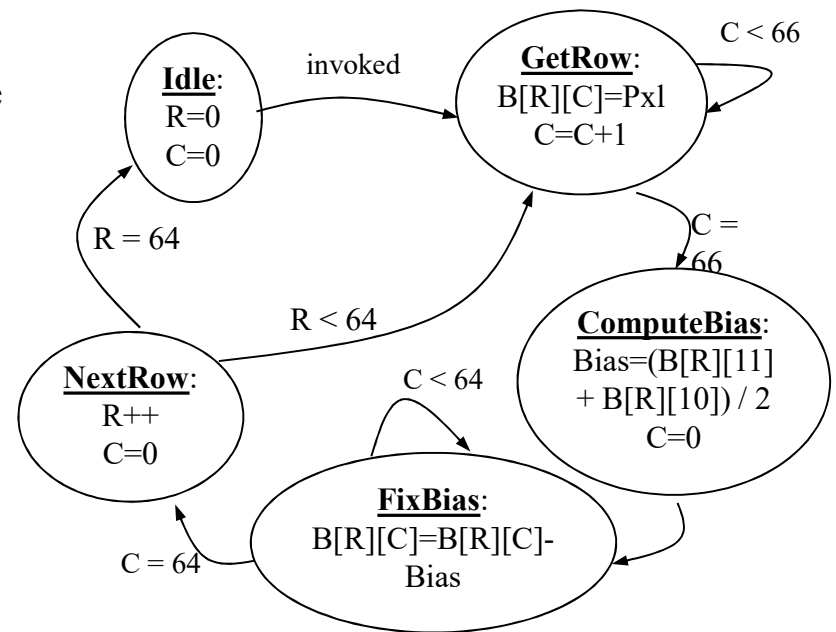 Idle:
R=0
C=0
invoked
GetRow:
B[R][C]=Pxl
C=C+1
C < 66
C =
66
R = 64
R < 64
ComputeBias:
Bias=(B[R][11]
+ B[R][10]) / 2
C=0
NextRow:
R++
C=0
C < 64
FixBias:
B[R][C]=B[R][C]-
Bias
C = 64